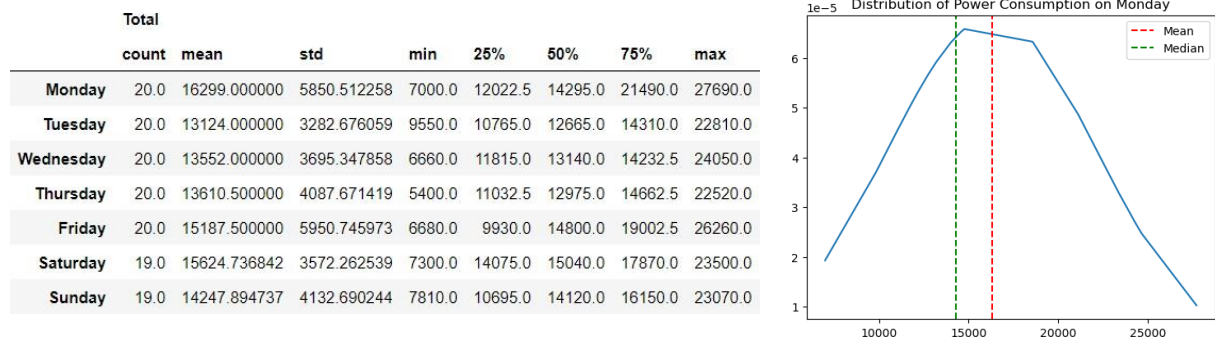 Total
count mean std min 25% 50% 75% max
Monday 20.0 16299.000000 5850.512258 7000.0 12022.5 14295.0 21490.0 27690.0
Tuesday 20.0 13124.000000 3282.676059 9550.0 10765.0 12665.0 14310.0 22810.0
Wednesday 20.0 13552.000000 3695.347858 6660.0 11815.0 13140.0 14232.5 24050.0
Thursday 20.0 13610.500000 4087.671419 5400.0 11032.5 12975.0 14662.5 22520.0
Friday 20.0 15187.500000 5950.745973 6680.0 9930.0 14800.0 19002.5 26260.0
Saturday 19.0 15624.736842 3572.262539 7300.0 14075.0 15040.0 17870.0 23500.0
Sunday 19.0 14247.894737 4132.690244 7810.0 10695.0 14120.0 16150.0 23070.0
Distribution of Power Consumption on Monday
1e−5
Mean
Median
6
5
4
3
2
1
10000 15000 20000 25000